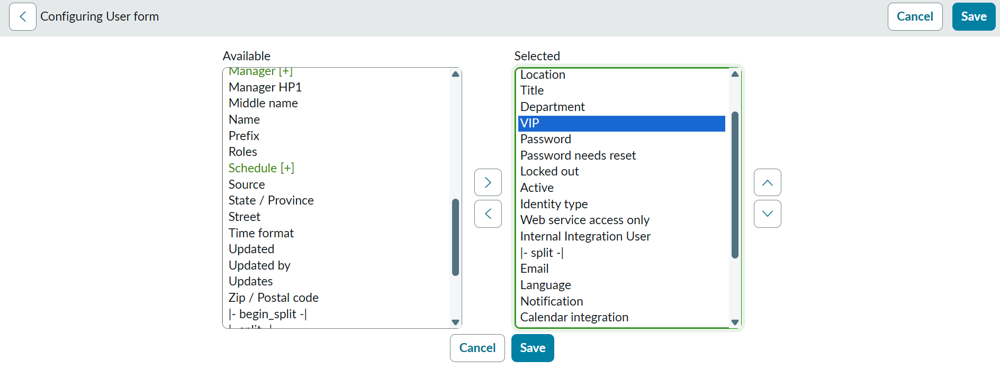 Configuring User form
Cancel
Save
Available
Manager [+]
Manager HP1
Middle name
Name
Prefix
Roles
Schedule [+]
Source
State / Province
Street
Time format
Updated
Updated by
Updates
Zip / Postal code
|- begin_split -|
Selected
Location
Title
Department
VIP
Password
Password needs reset
Locked out
Active
Identity type
Web service access only
Internal Integration User
|- split -|
Email
Language
Notification
Calendar integration
Cancel
Save